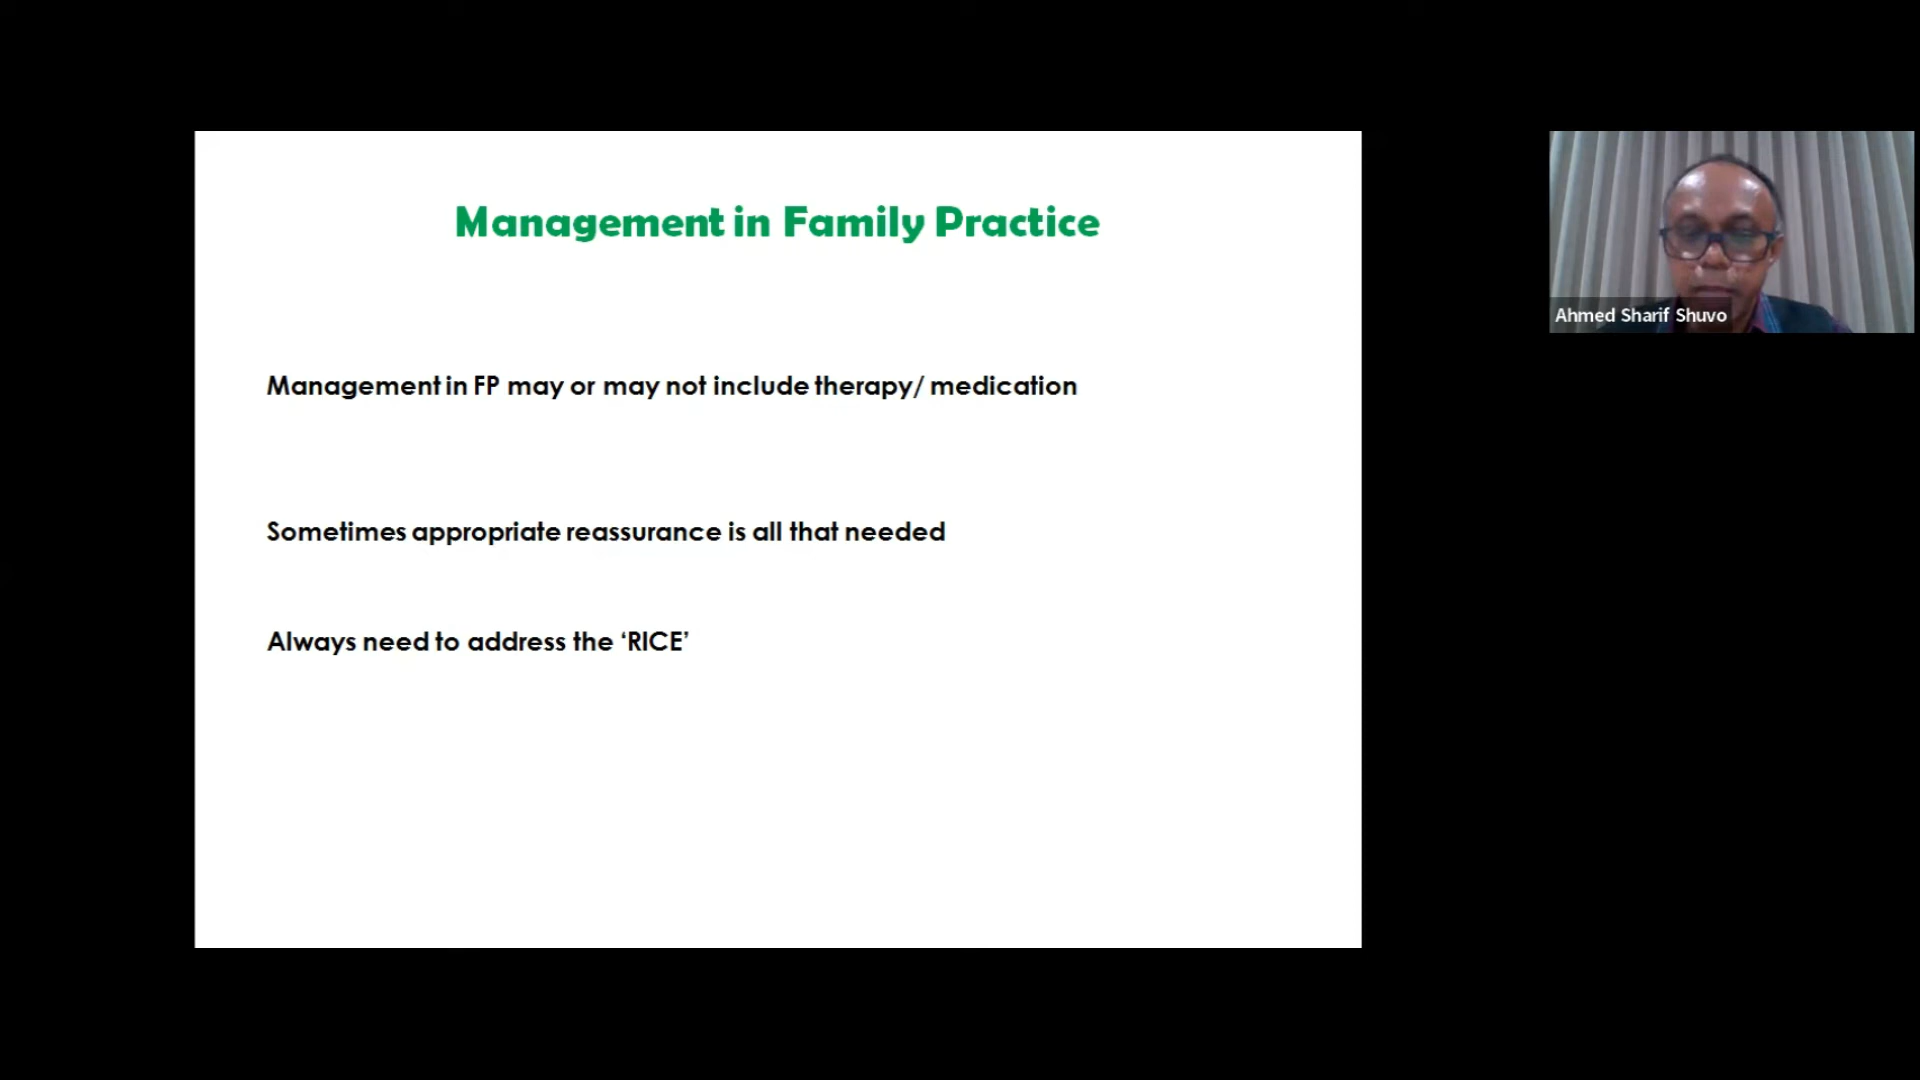 Management in Family Practice
Management in FP may or may not include therapy/ medication
Sometimes appropriate reassurance is all that needed
Always need to address the ‘RICE’
Ahmed Sharif Shuvo